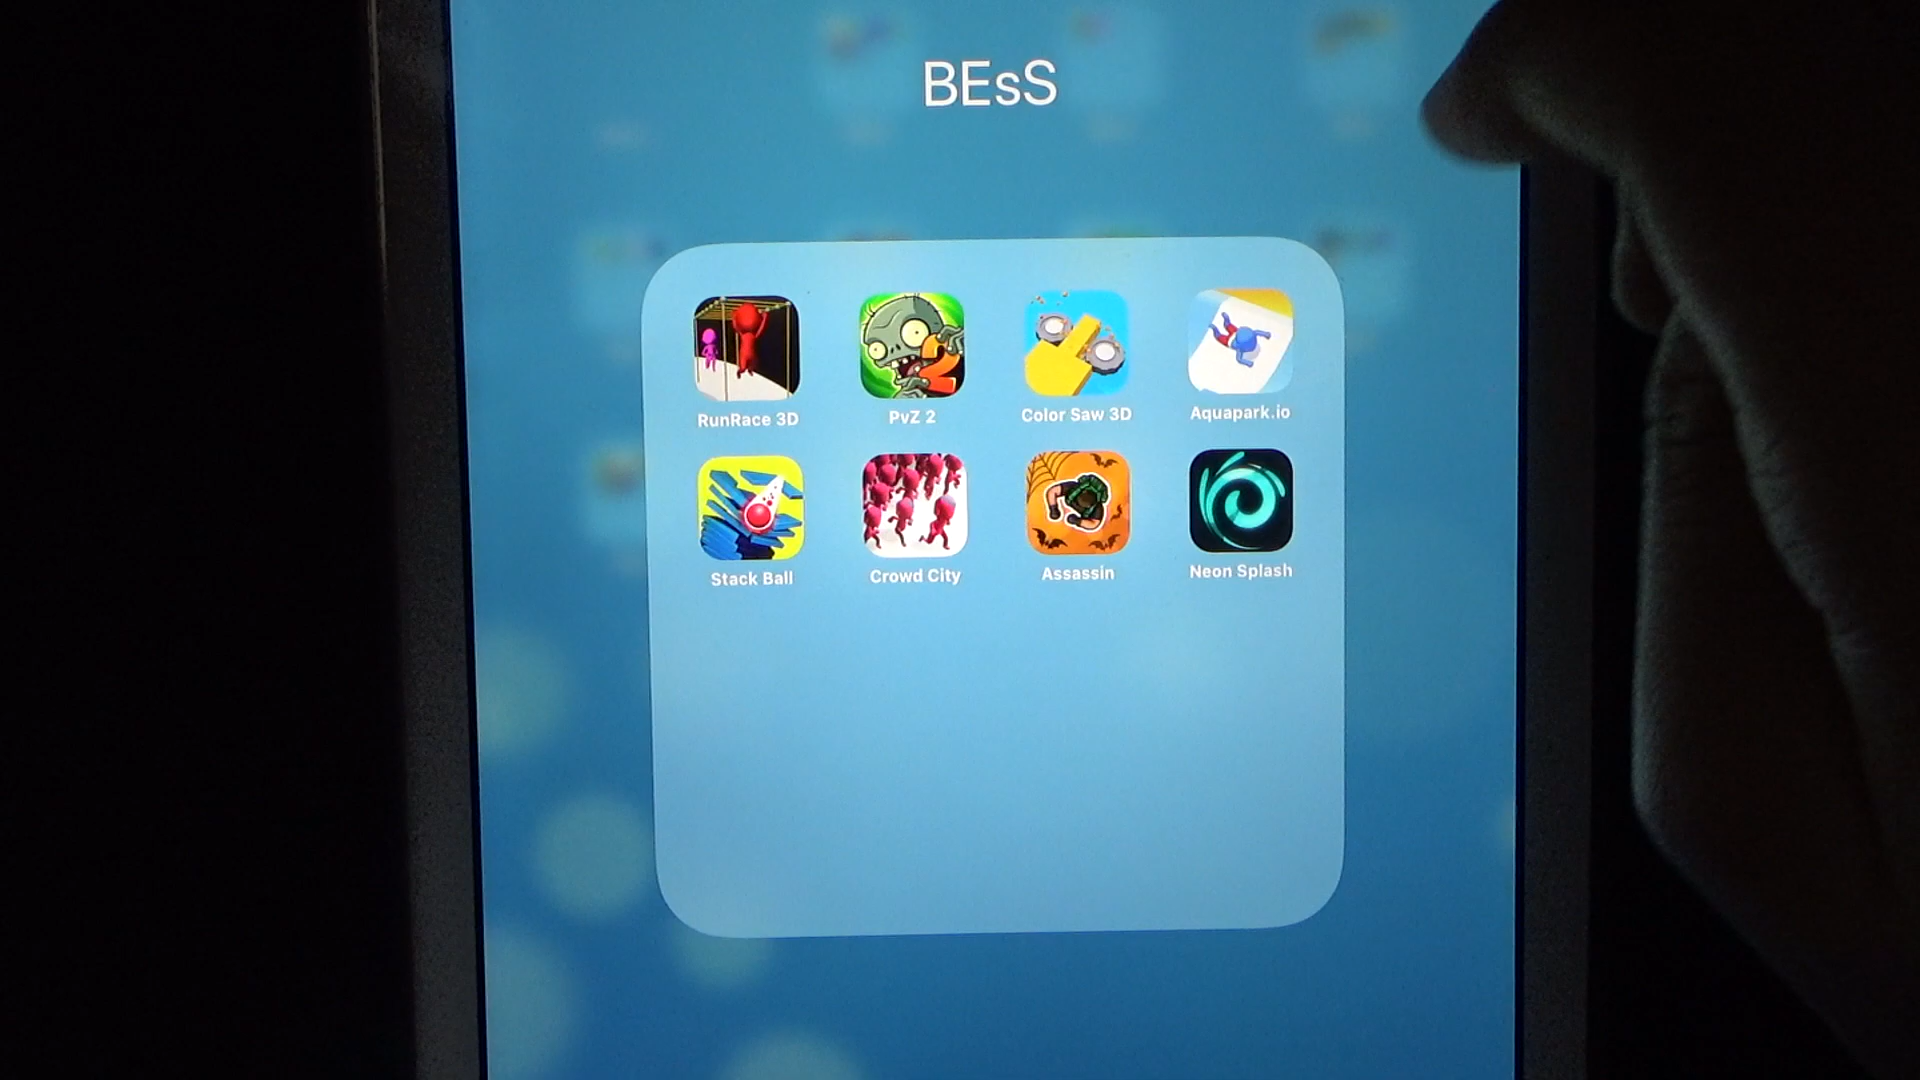 BEsS
RunRace 3D
PvZ 2
Color Saw 3D
Aquapark.io
Stack Ball
Crowd City
Assassin
Neon Splash